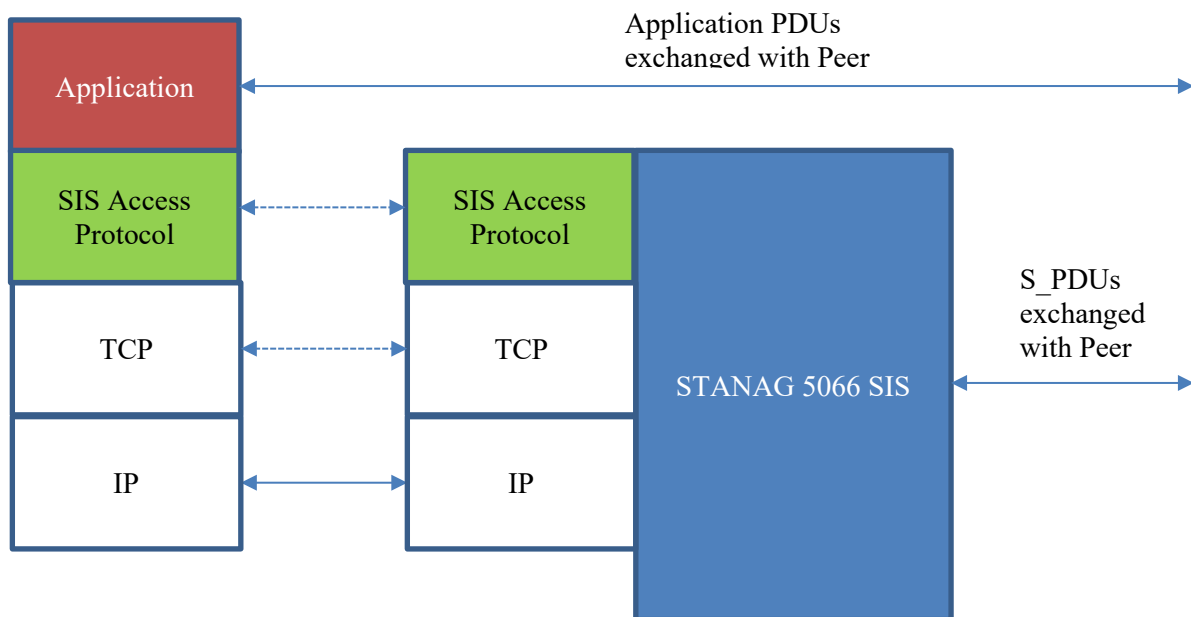 Application PDUs
exchanged with Peer
Application
SIS Access
Protocol
SIS Access
Protocol
S_PDUs
exchanged
with Peer
TCP
TCP
STANAG 5066 SIS
IP
IP